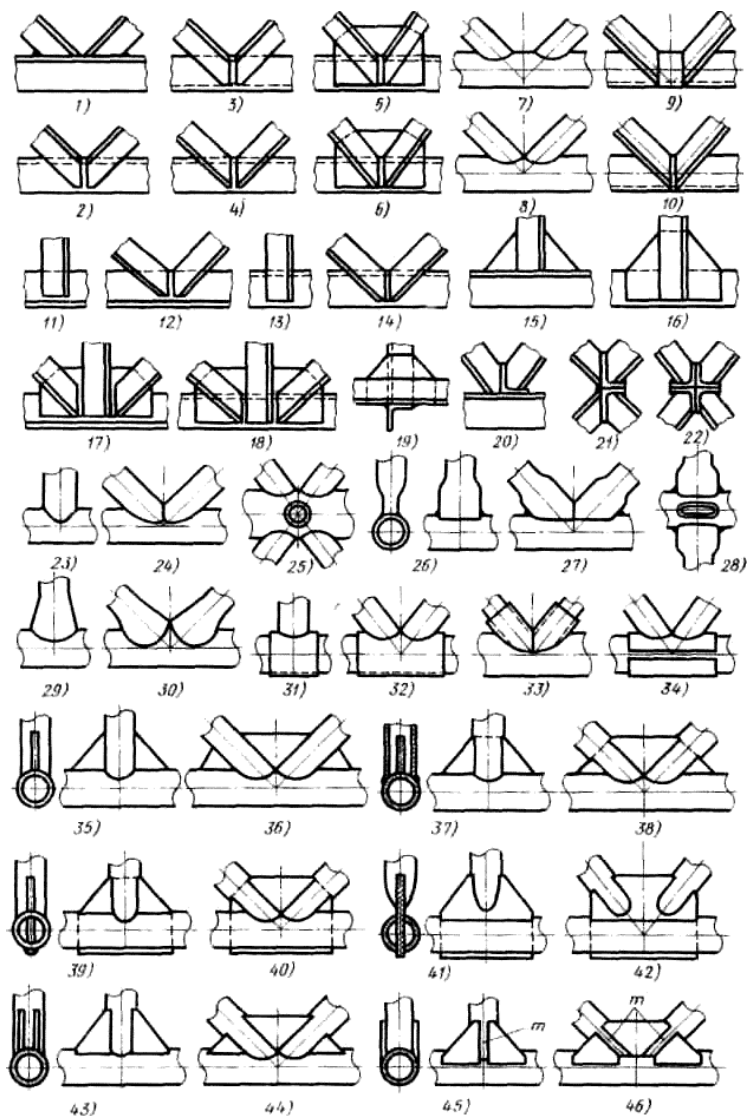 1) 3) 5) 7) 9)
2) 4) 6) 8) 10)
11) 12) 13) 14) 15) 16)
17) 18) 19) 20) 21) 22)
23) 24) 25) 26) 27) 28)
29) 30) 31) 32) 33) 34)
35) 36) 37) 38)
39) 40) 41) 42)
m m
43) 44) 45) 46)